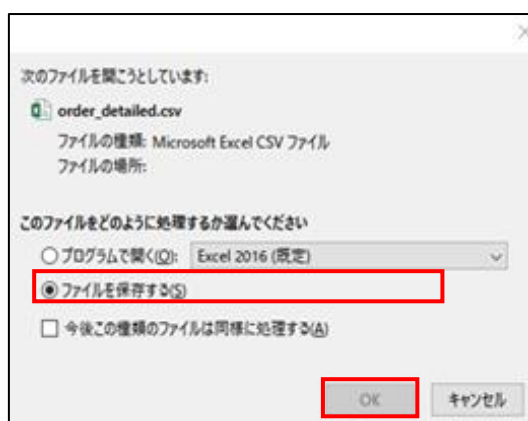 次のファイルを開こうとしています:
order_detailed.csv
ファイルの種類: Microsoft Excel CSV ファイル
ファイルの場所:
このファイルをどのように処理するか選んでください
プログラムで開く(O): Excel 2016 (既定)
ファイルを保存する(S)
今後この種類のファイルは同様に処理する(A)
OK キャンセル